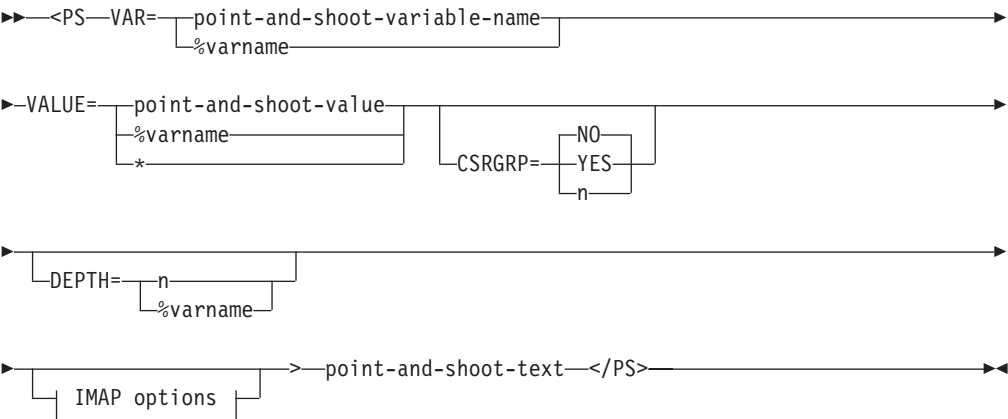 <PS VAR= point-and-shoot-variable-name
%varname
VALUE= point-and-shoot-value
%varname
*
CSRGRP= NO
YES
n
DEPTH= n
%varname
> point-and-shoot-text </PS>
IMAP options